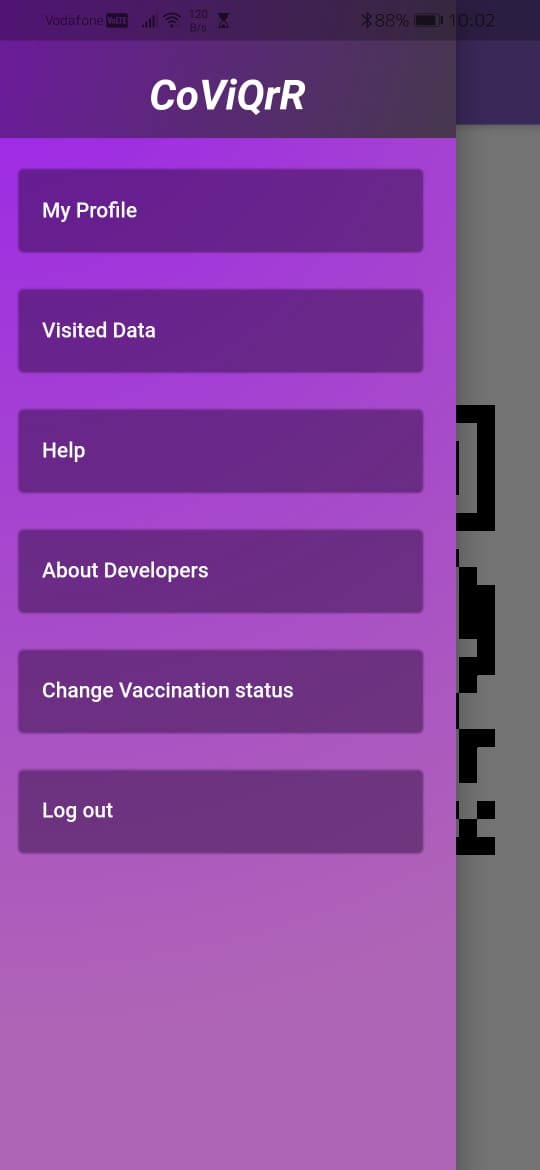 Vodafone VoLTE 120 B/s 88% 10:02
CoViQrR
My Profile
Visited Data
Help
About Developers
Change Vaccination status
Log out